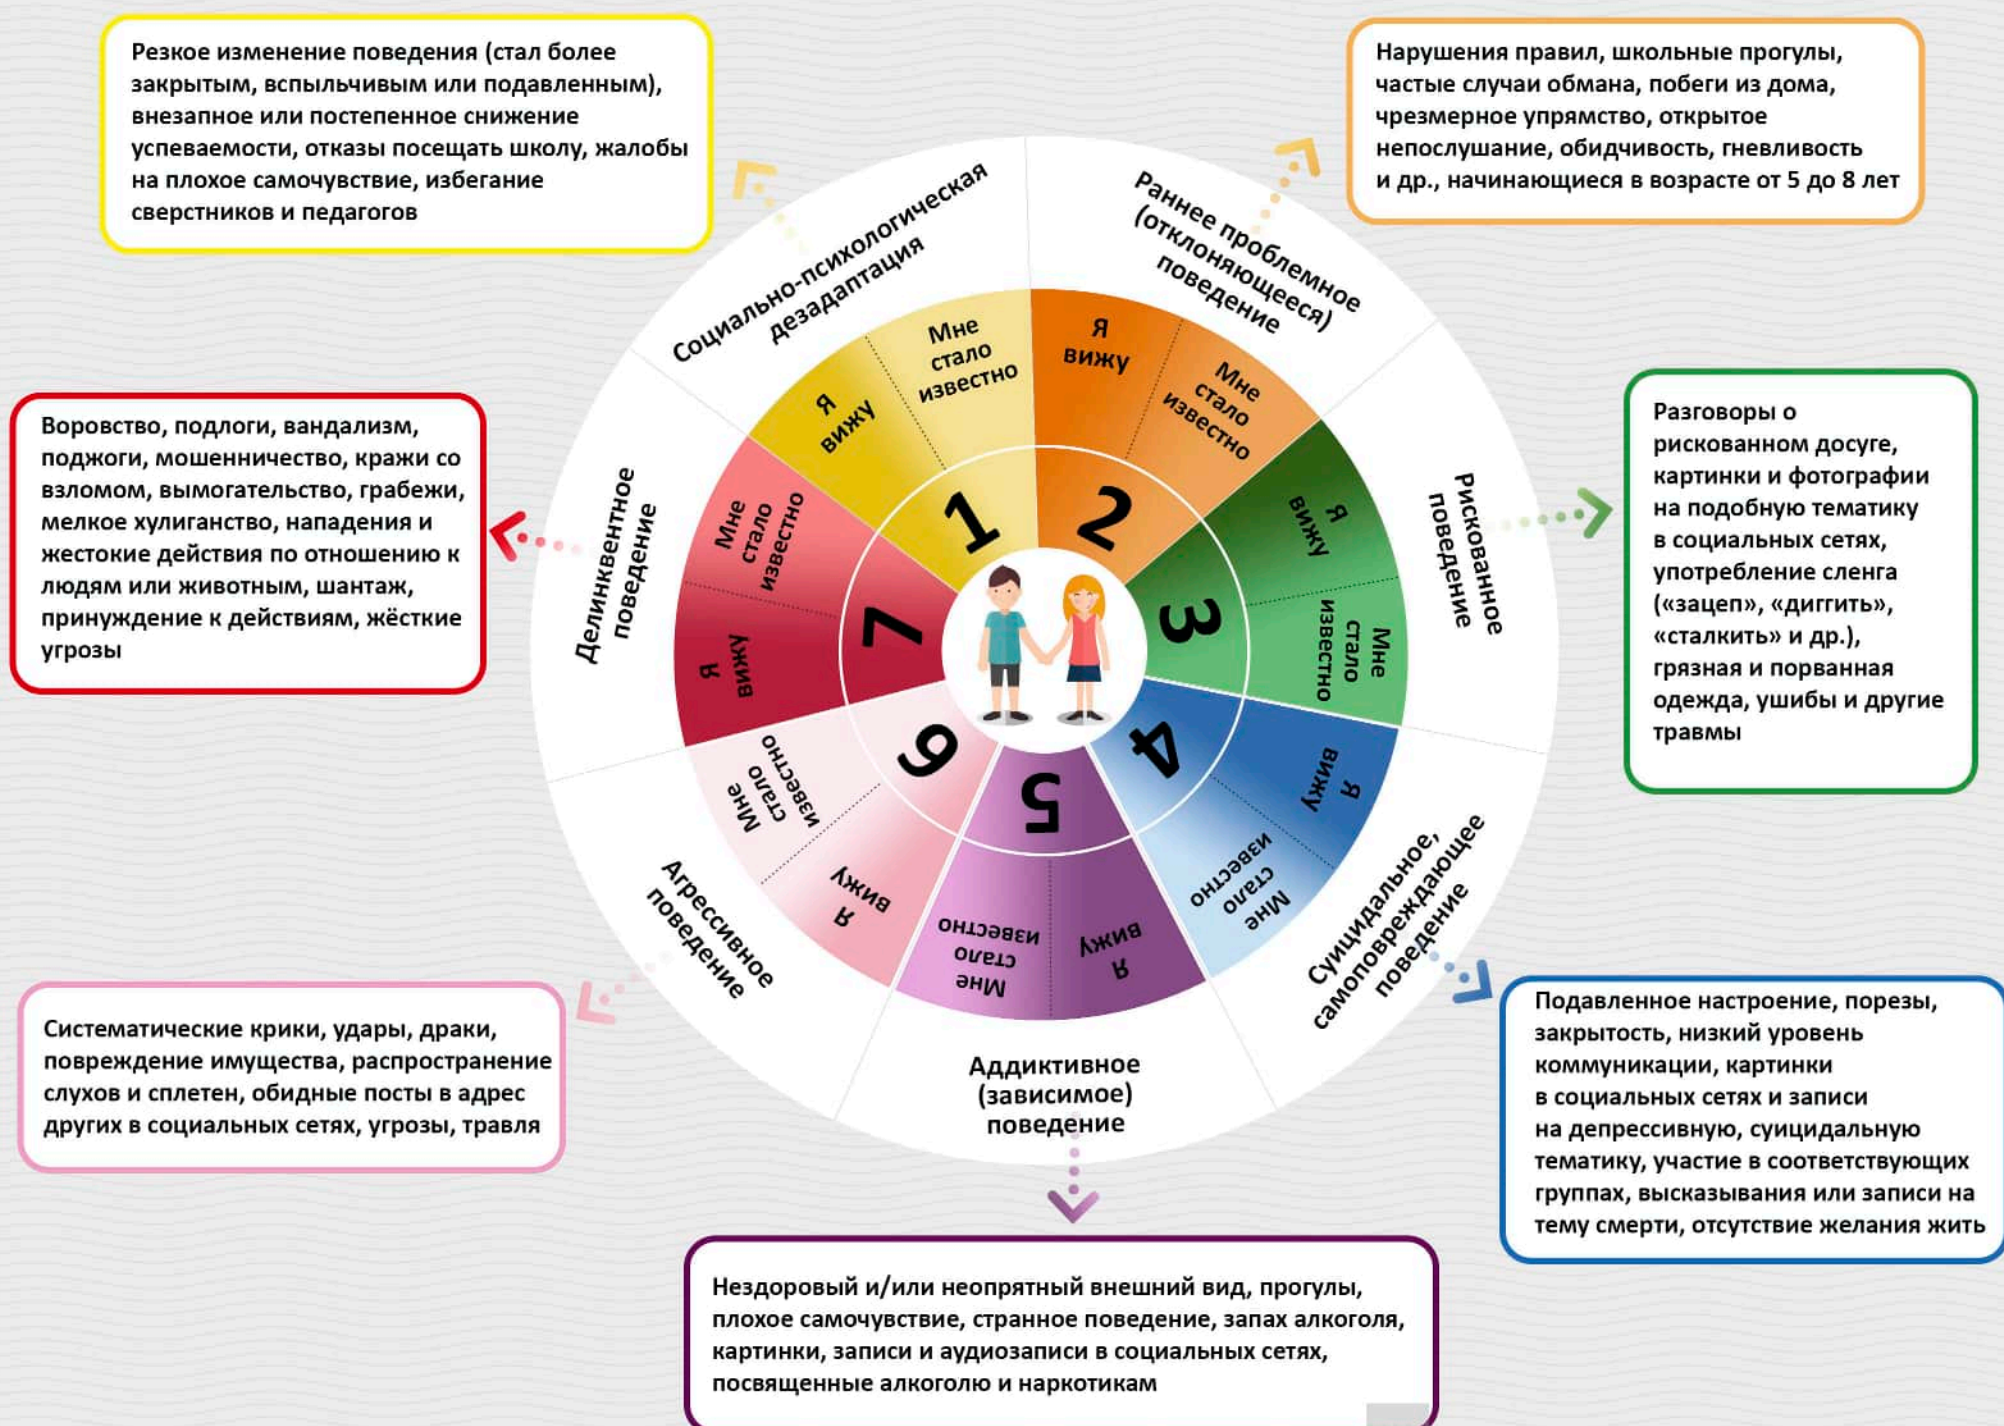 Резкое изменение поведения (стал более
закрытым, вспыльчивым или подавленным),
внезапное или постепенное снижение
успеваемости, отказы посещать школу, жалобы
на плохое самочувствие, избегание
сверстников и педагогов
Нарушения правил, школьные прогулы,
частые случаи обмана, побеги из дома,
чрезмерное упрямство, открытое
непослушание, обидчивость, гневливость
и др., начинающиеся в возрасте от 5 до 8 лет
Воровство, подлоги, вандализм,
поджоги, мошенничество, кражи со
взломом, вымогательство, грабежи,
мелкое хулиганство, нападения и
жестокие действия по отношению к
людям или животным, шантаж,
принуждение к действиям, жёсткие
угрозы
Разговоры о
рискованном досуге,
картинки и фотографии
на подобную тематику
в социальных сетях,
употребление сленга
(«зацеп», «диггить»,
«сталкить» и др.),
грязная и порванная
одежда, ушибы и другие
травмы
Социально-психологическая
дезадаптация
Я
вижу
Мне
стало
известно
1
Раннее проблемное
(отклоняющееся)
поведение
Я
вижу
Мне
стало
известно
2
Рискованное
поведение
Я
вижу
Мне
стало
известно
3
Суицидальное,
самоповреждающее
поведение
Я
вижу
Мне
стало
известно
4
Аддиктивное
(зависимое)
поведение
Я
вижу
Мне
стало
известно
5
Агрессивное
поведение
Я
вижу
Мне
стало
известно
6
Делинквентное
поведение
Я
вижу
Мне
стало
известно
7
Систематические крики, удары, драки,
повреждение имущества, распространение
слухов и сплетен, обидные посты в адрес
других в социальных сетях, угрозы, травля
Подавленное настроение, порезы,
закрытость, низкий уровень
коммуникации, картинки
в социальных сетях и записи
на депрессивную, суицидальную
тематику, участие в соответствующих
группах, высказывания или записи на
тему смерти, отсутствие желания жить
Нездоровый и/или неопрятный внешний вид, прогулы,
плохое самочувствие, странное поведение, запах алкоголя,
картинки, записи и аудиозаписи в социальных сетях,
посвященные алкоголю и наркотикам